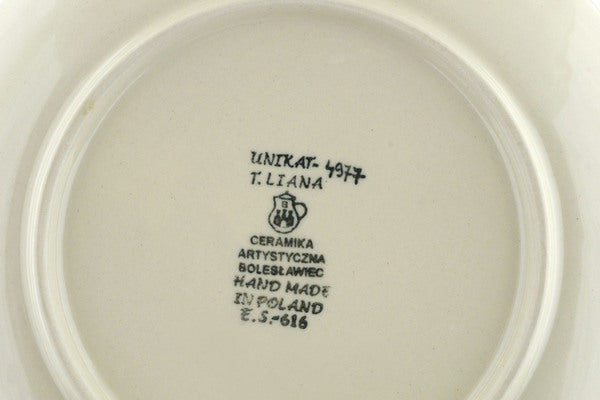 UNIKAT-4977
T. LIANA
B
CERAMIKA
ARTYSTYCZNA
BOLESŁAWIEC
HAND MADE
IN POLAND
E.S.-616